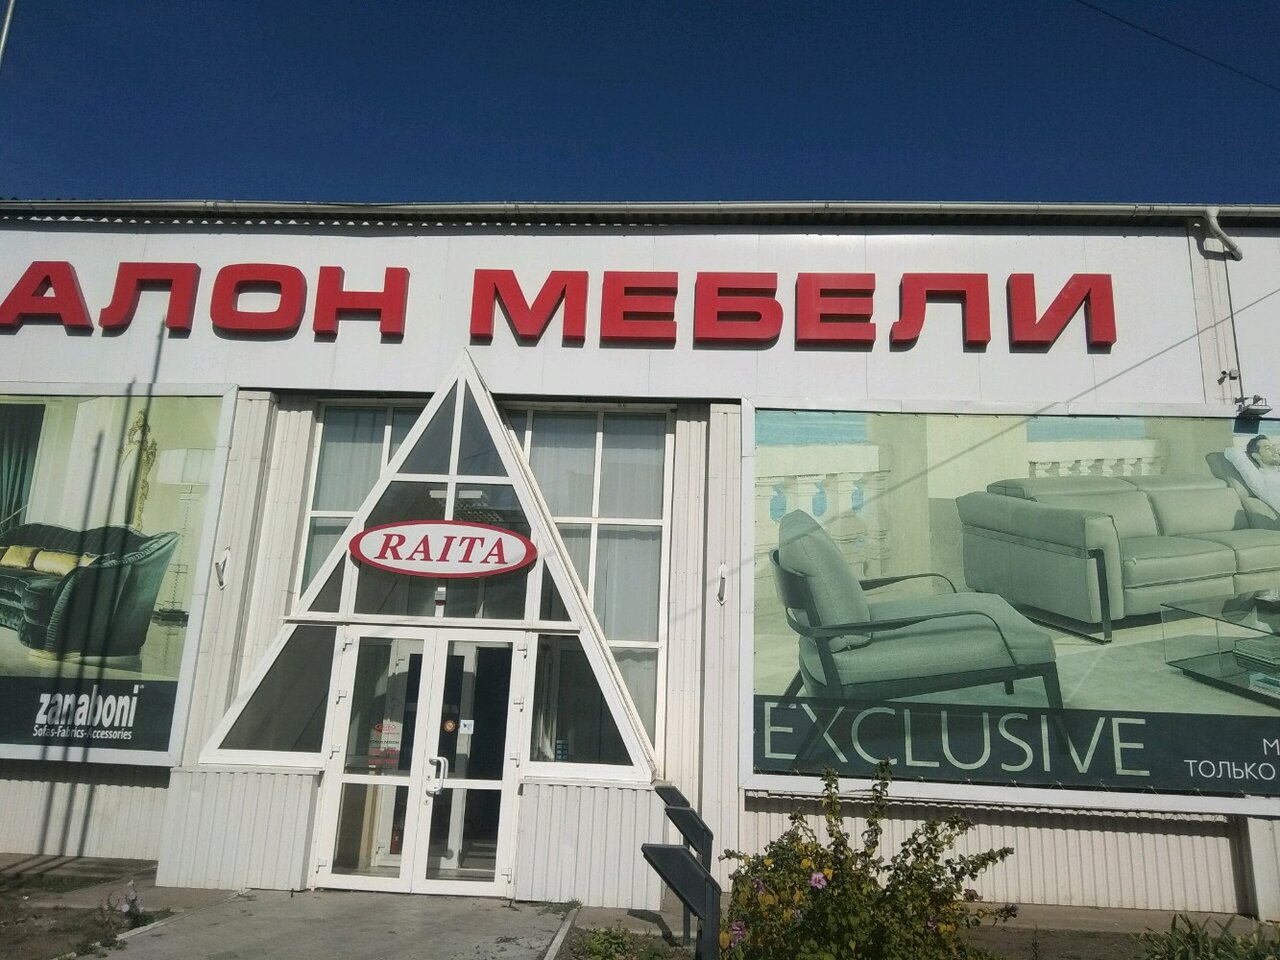 АЛОН МЕБЕЛИ
RAITA
zanaboni
Sofas-Fabrics-Accessories
EXCLUSIVE
М
ТОЛЬКО